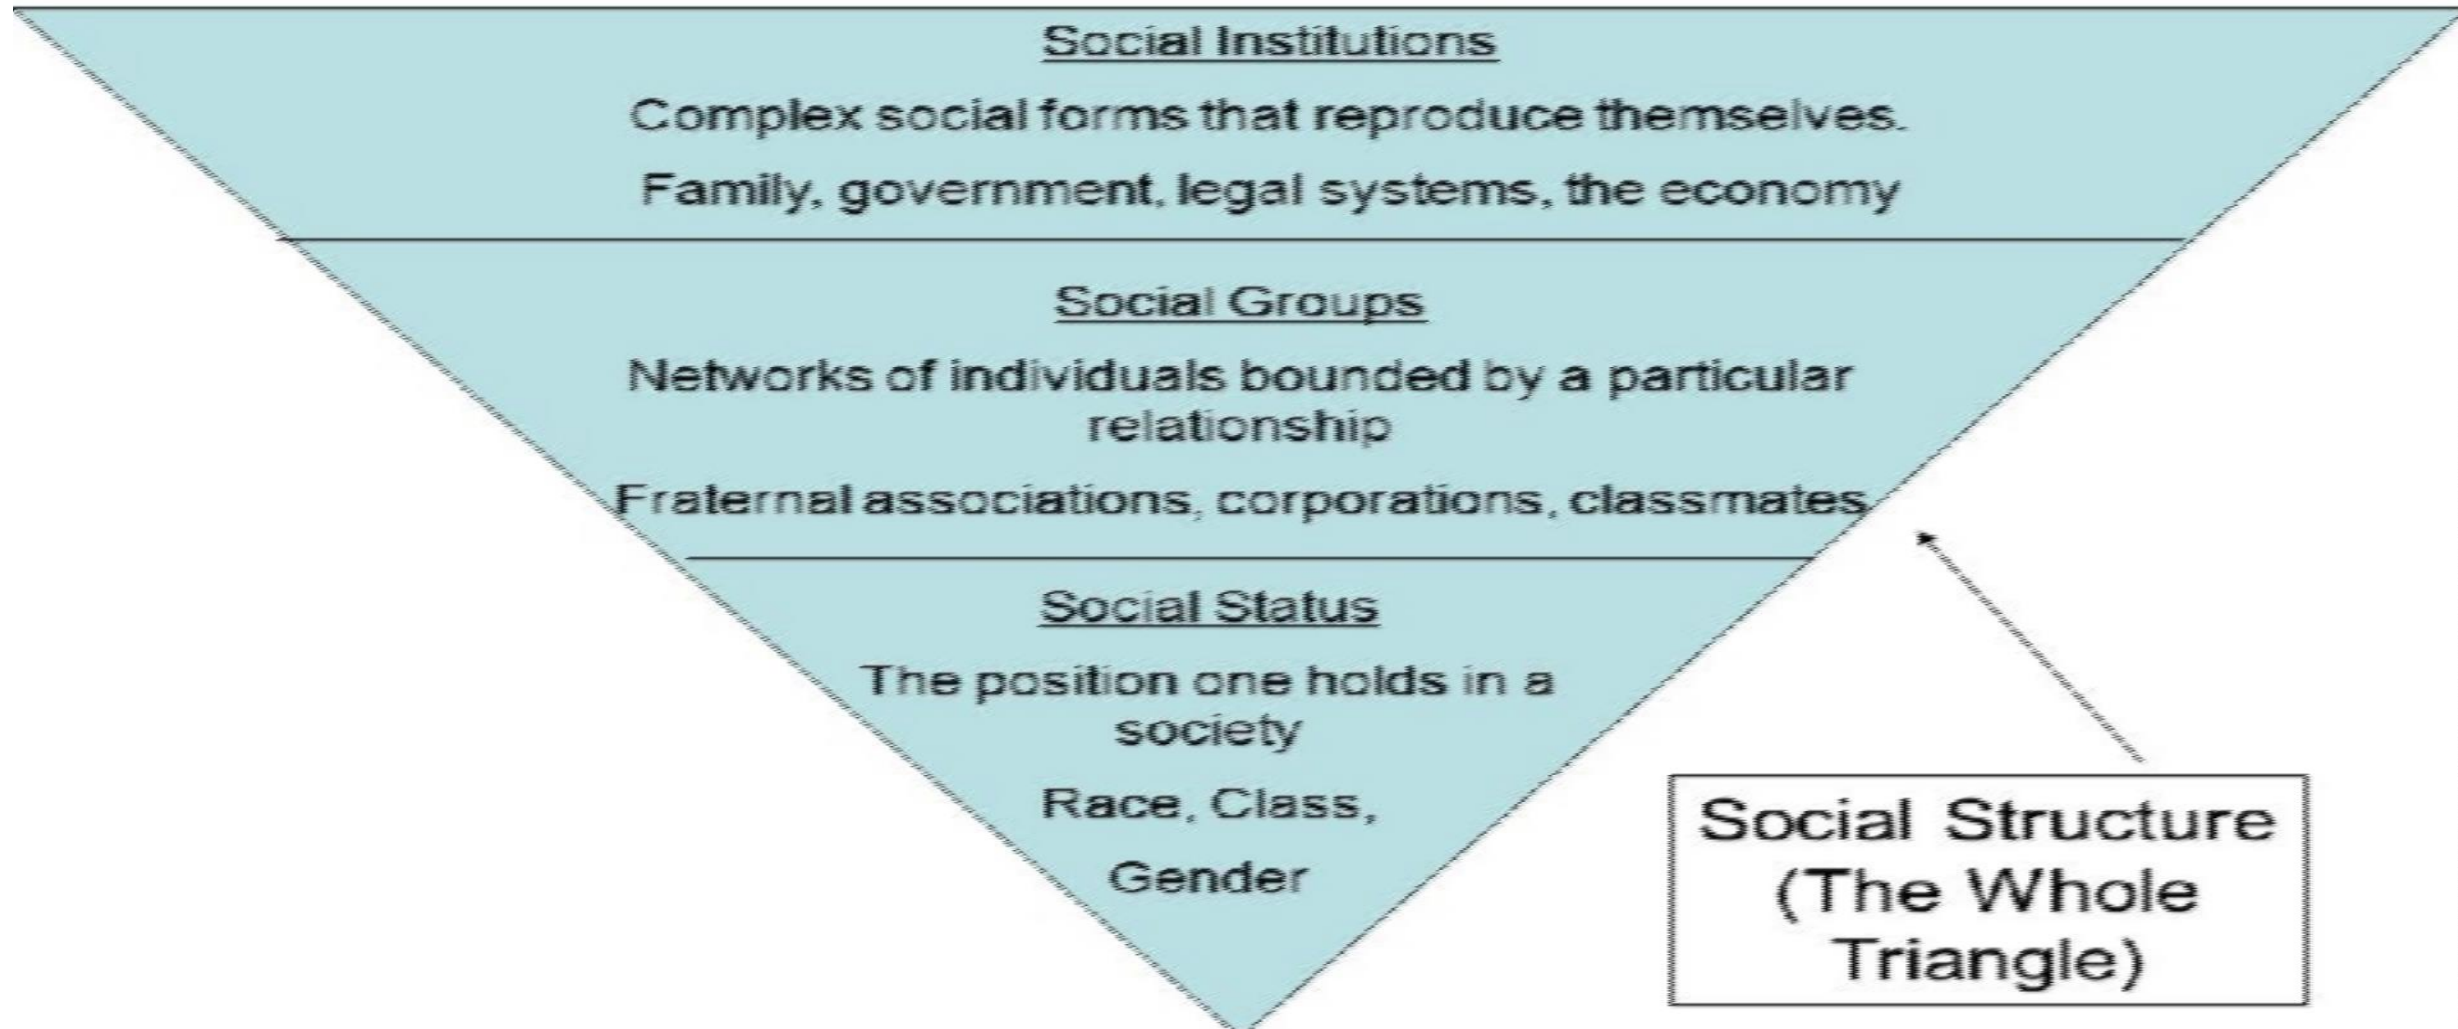 Social Institutions
Complex social forms that reproduce themselves.
Family, government, legal systems, the economy
Social Groups
Networks of individuals bounded by a particular
relationship
Fraternal associations, corporations, classmates
Social Status
The position one holds in a
society
Race, Class,
Gender
Social Structure
(The Whole
Triangle)